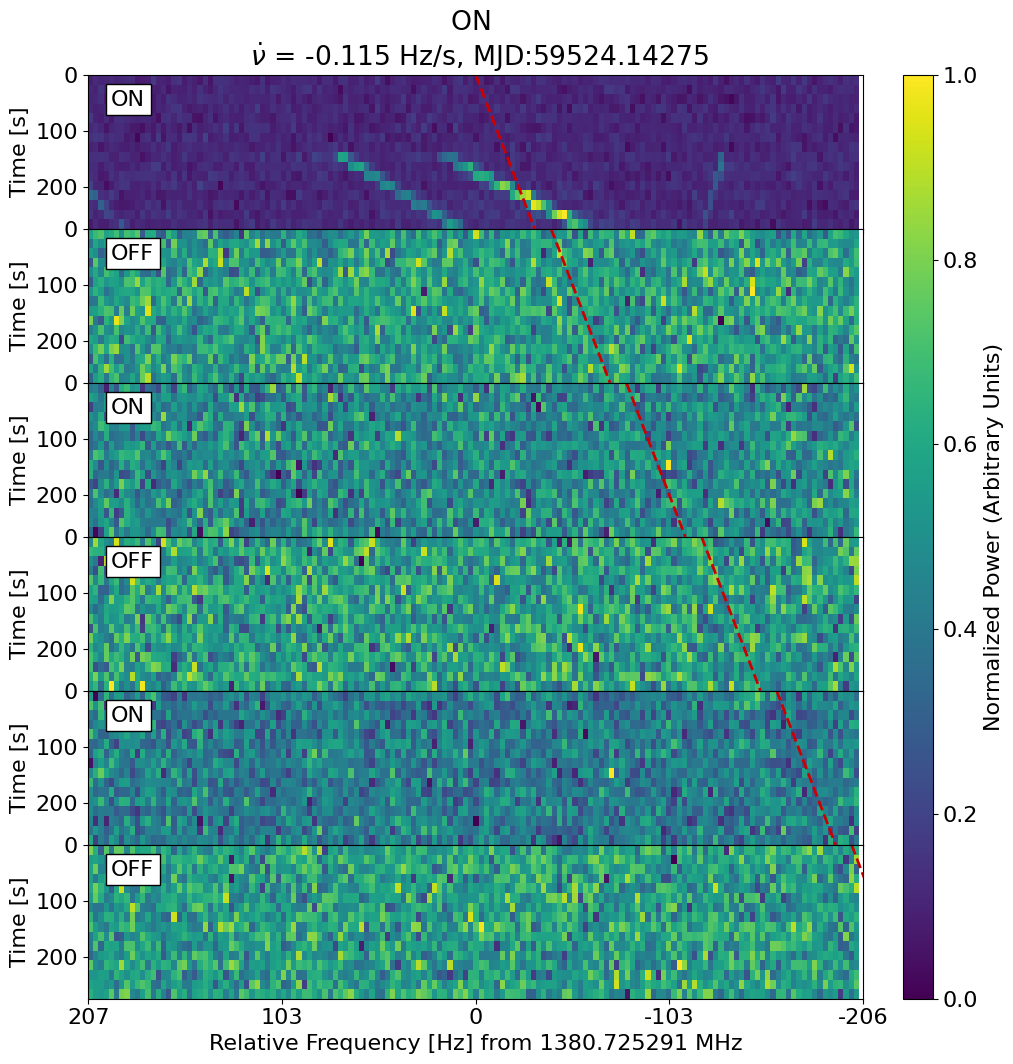 ON
ν̇ = -0.115 Hz/s, MJD:59524.14275
0
ON
100
200
Time [s]
0
OFF
100
200
Time [s]
0
ON
100
200
Time [s]
0
OFF
100
200
Time [s]
0
ON
100
200
Time [s]
0
OFF
100
200
Time [s]
207 103 0 -103 -206
Relative Frequency [Hz] from 1380.725291 MHz
1.0
0.8
0.6
0.4
0.2
0.0
Normalized Power (Arbitrary Units)